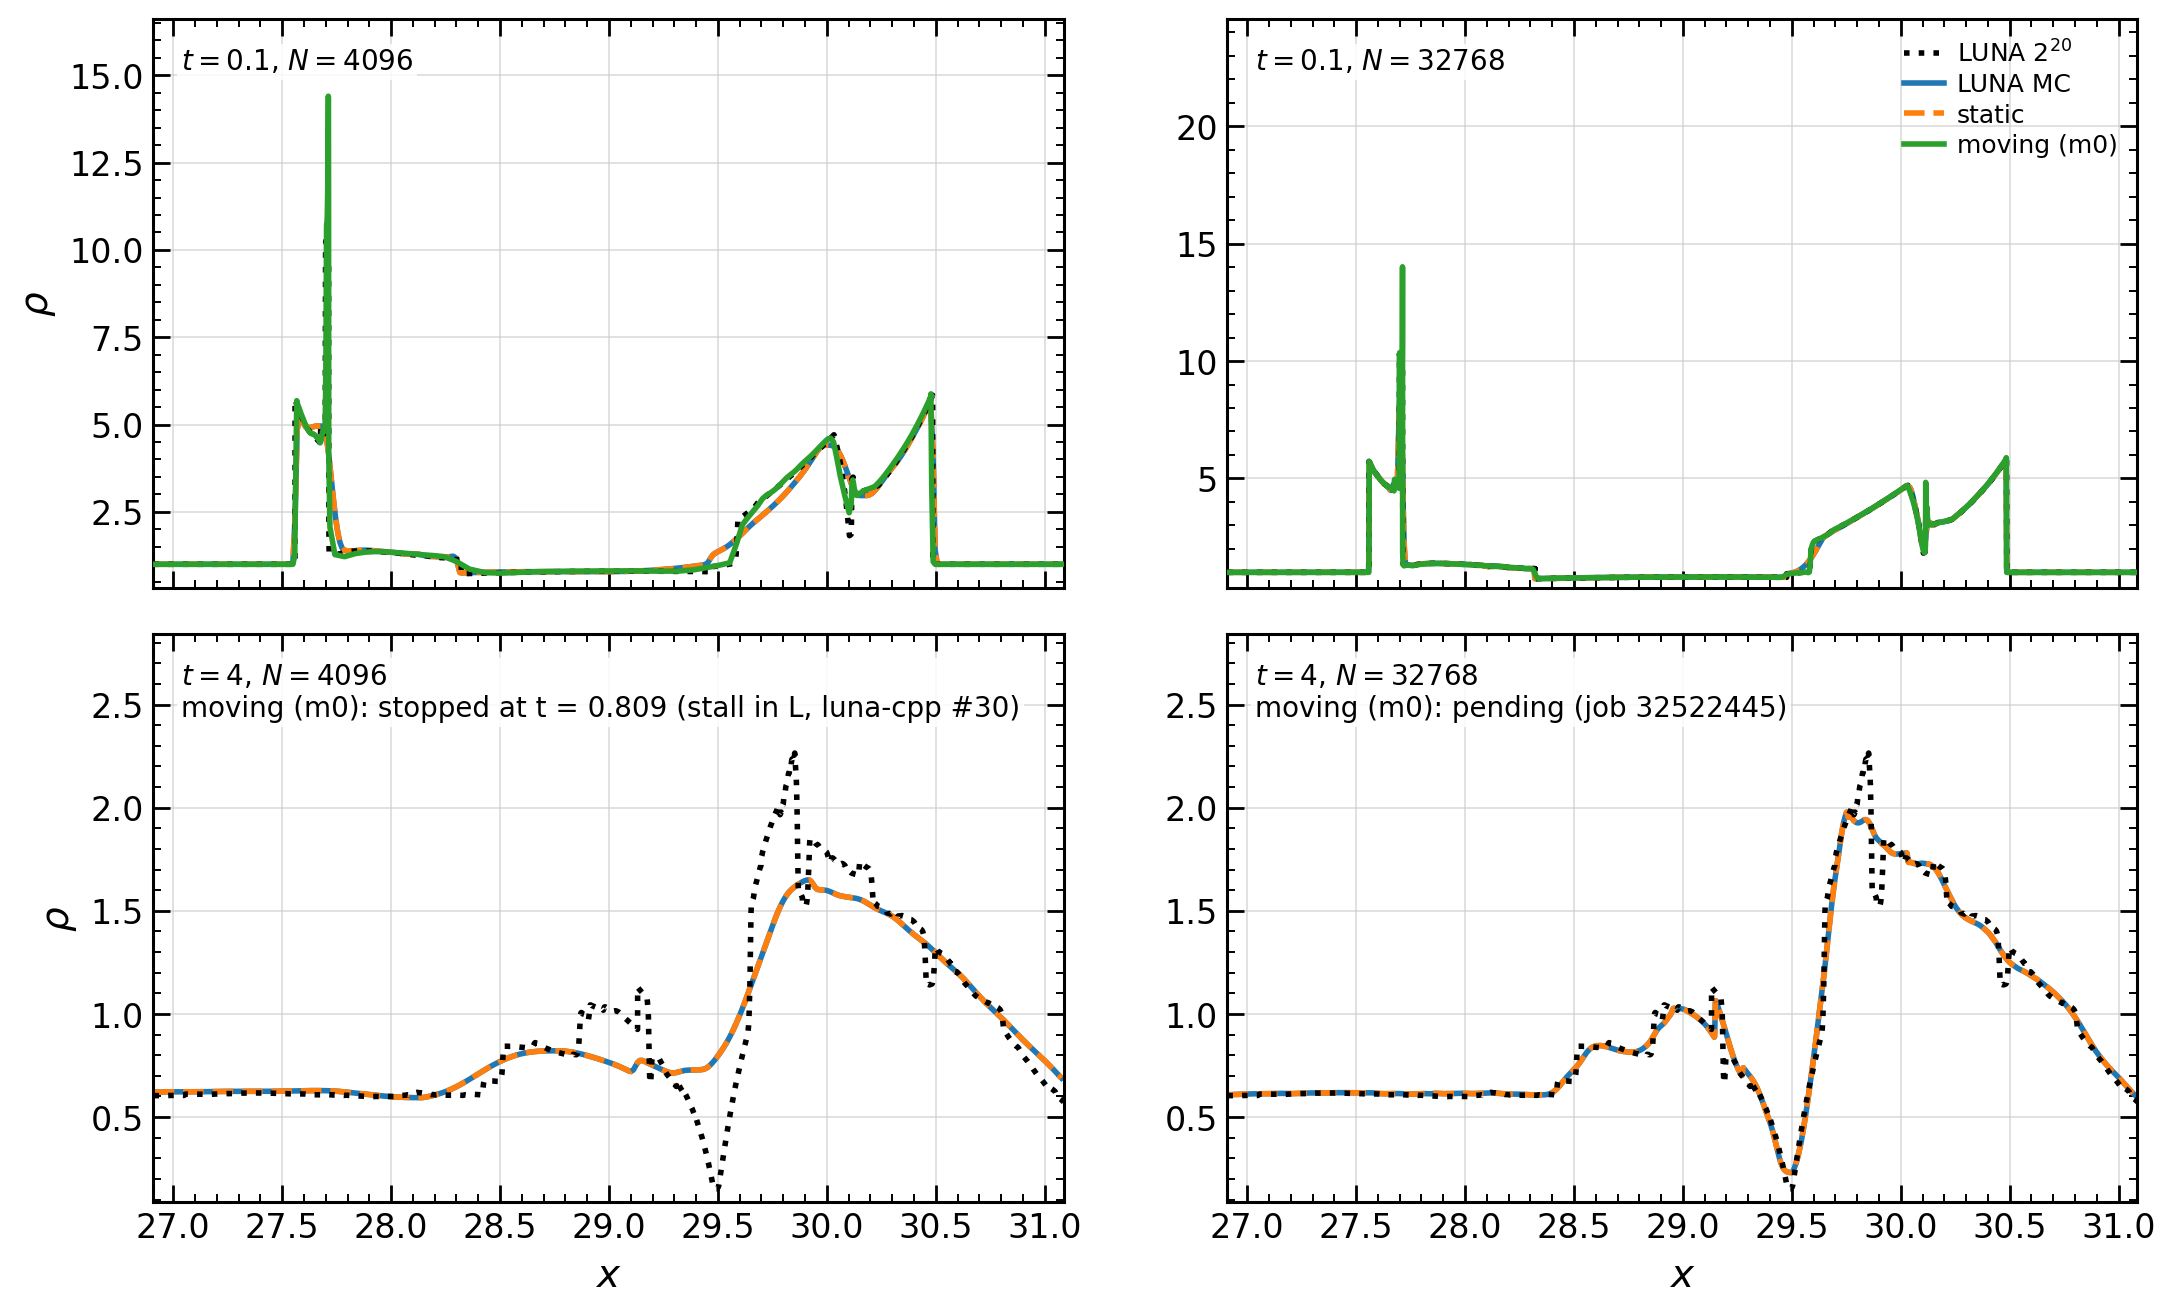 t = 0.1, N = 4096
15.0
12.5
10.0
7.5
5.0
2.5
ρ
t = 0.1, N = 32768
LUNA 2^20
LUNA MC
static
moving (m0)
20
15
10
5
t = 4, N = 4096
moving (m0): stopped at t = 0.809 (stall in L, luna-cpp #30)
2.5
2.0
1.5
1.0
0.5
ρ
27.0 27.5 28.0 28.5 29.0 29.5 30.0 30.5 31.0
x
t = 4, N = 32768
moving (m0): pending (job 32522445)
2.5
2.0
1.5
1.0
0.5
27.0 27.5 28.0 28.5 29.0 29.5 30.0 30.5 31.0
x